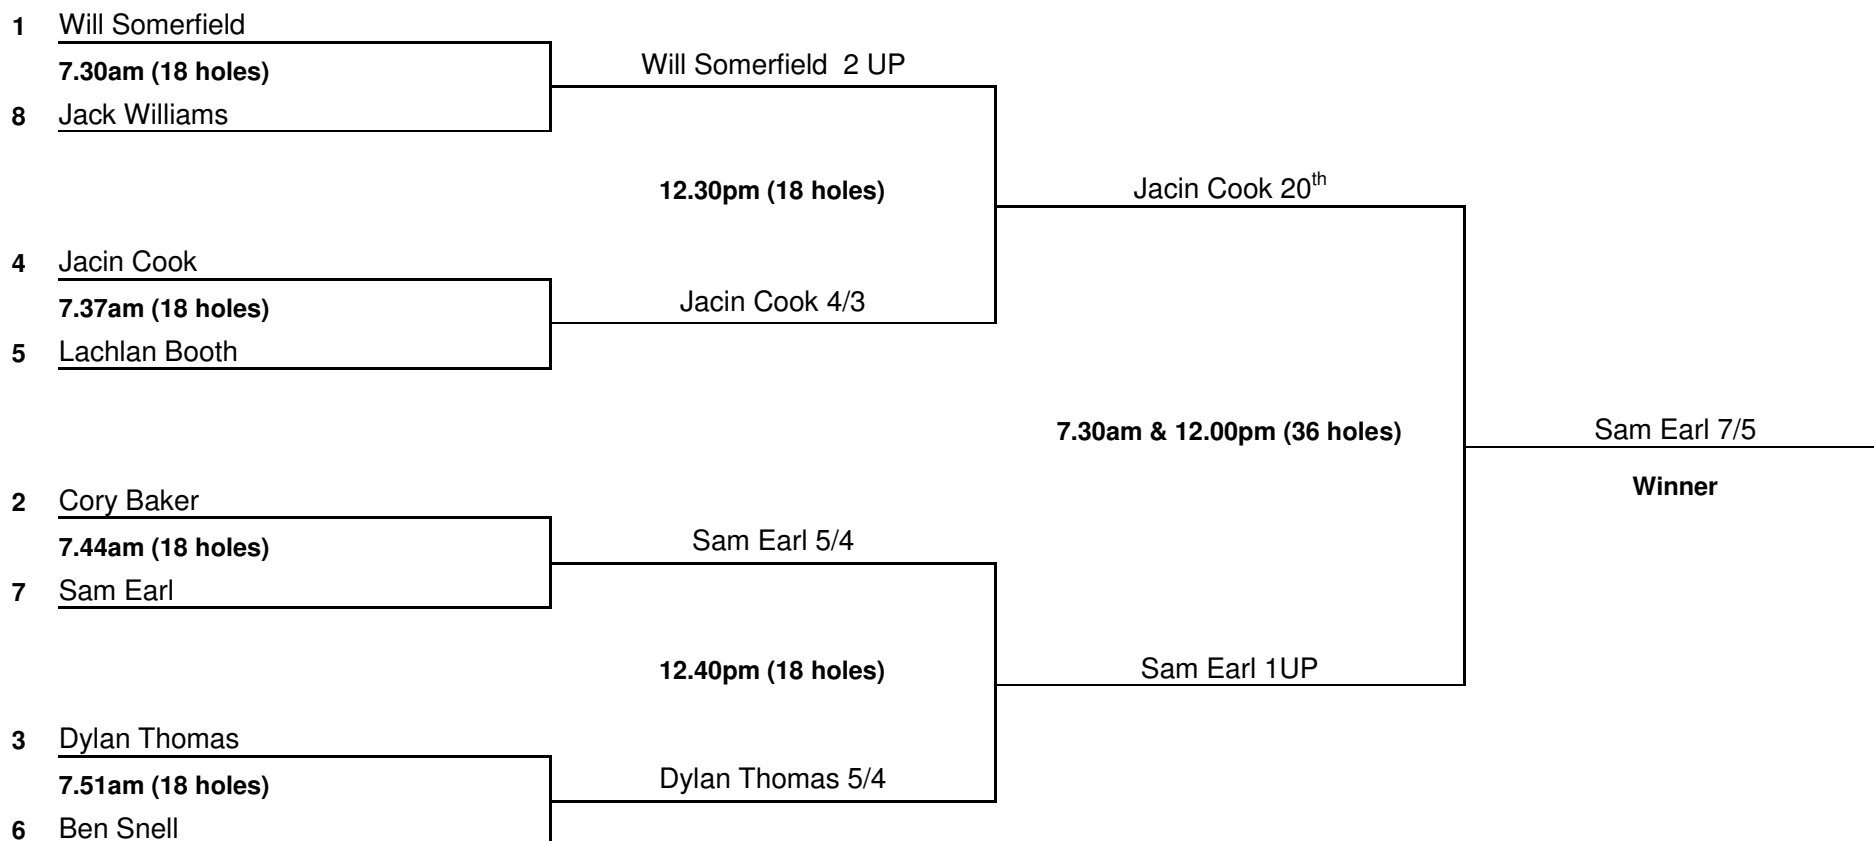 1 Will Somerfield
7.30am (18 holes)
8 Jack Williams
Will Somerfield 2 UP
12.30pm (18 holes)
Jacin Cook 20th
4 Jacin Cook
7.37am (18 holes)
5 Lachlan Booth
Jacin Cook 4/3
7.30am & 12.00pm (36 holes)
Sam Earl 7/5
Winner
2 Cory Baker
7.44am (18 holes)
7 Sam Earl
Sam Earl 5/4
12.40pm (18 holes)
Sam Earl 1UP
3 Dylan Thomas
7.51am (18 holes)
6 Ben Snell
Dylan Thomas 5/4